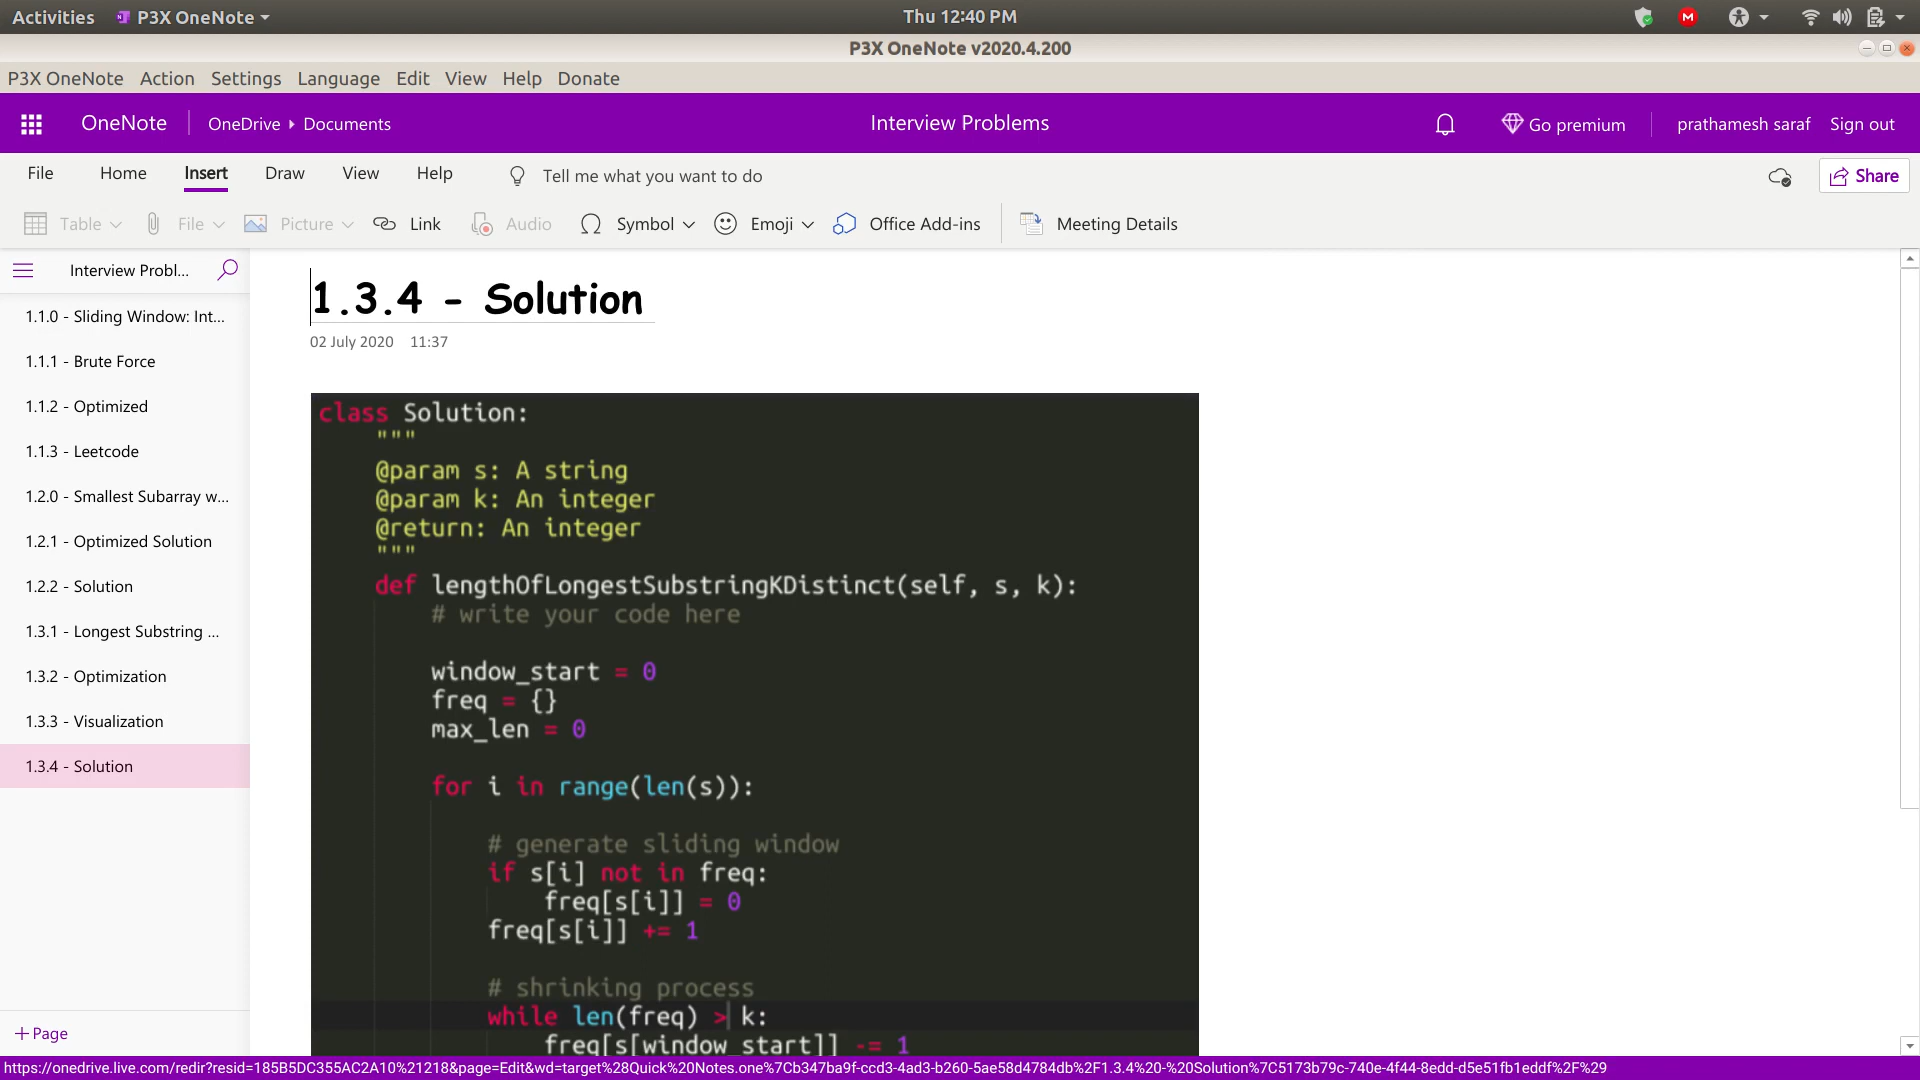 Activities P3X OneNote Thu 12:40 PM
P3X OneNote v2020.4.200
P3X OneNote Action Settings Language Edit View Help Donate
OneNote OneDrive Documents Interview Problems Go premium prathamesh saraf Sign out
File Home Insert Draw View Help Tell me what you want to do Share
Table File Picture Link Audio Symbol Emoji Office Add-ins Meeting Details
Interview Probl...
1.1.0 - Sliding Window: Int...
1.1.1 - Brute Force
1.1.2 - Optimized
1.1.3 - Leetcode
1.2.0 - Smallest Subarray w...
1.2.1 - Optimized Solution
1.2.2 - Solution
1.3.1 - Longest Substring ...
1.3.2 - Optimization
1.3.3 - Visualization
1.3.4 - Solution
+ Page
1.3.4 - Solution
02 July 2020 11:37
class Solution:
"""
@param s: A string
@param k: An integer
@return: An integer
"""
def lengthOfLongestSubstringKDistinct(self, s, k):
# write your code here
window_start = 0
freq = {}
max_len = 0
for i in range(len(s)):
# generate sliding window
if s[i] not in freq:
freq[s[i]] = 0
freq[s[i]] += 1
# shrinking process
while len(freq) > k:
freq[s[window_start]] -= 1
https://onedrive.live.com/redir?resid=185B5DC355AC2A10%21218&page=Edit&wd=target%28Quick%20Notes.one%7Cb347ba9f-ccd3-4ad3-b260-5ae58d4784db%2F1.3.4%20-%20Solution%7C5173b79c-740e-4f44-8edd-d5e51fb1eddf%2F%29